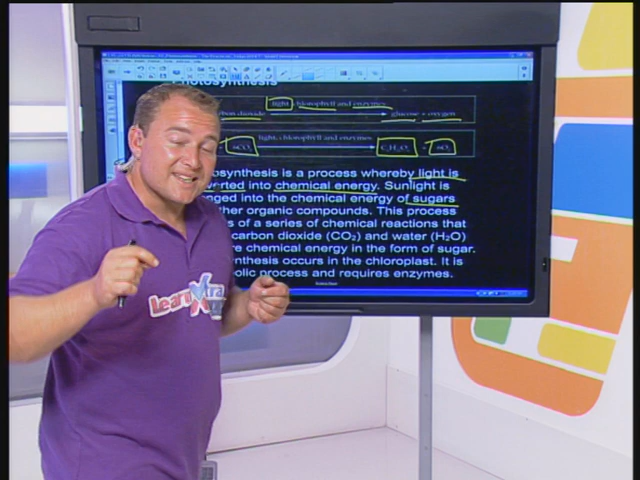 Photosynthesis
light, chlorophyll and enzymes
carbon dioxide glucose + oxygen
light, chlorophyll and enzymes
6CO₂ C₆H₁₂O₆ + 6O₂
osynthesis is a process whereby light is
verted into chemical energy. Sunlight is
nged into the chemical energy of sugars
ther organic compounds. This process
s of a series of chemical reactions that
carbon dioxide (CO₂) and water (H₂O)
re chemical energy in the form of sugar.
nthesis occurs in the chloroplast. It is
olic process and requires enzymes.
LearnXtra